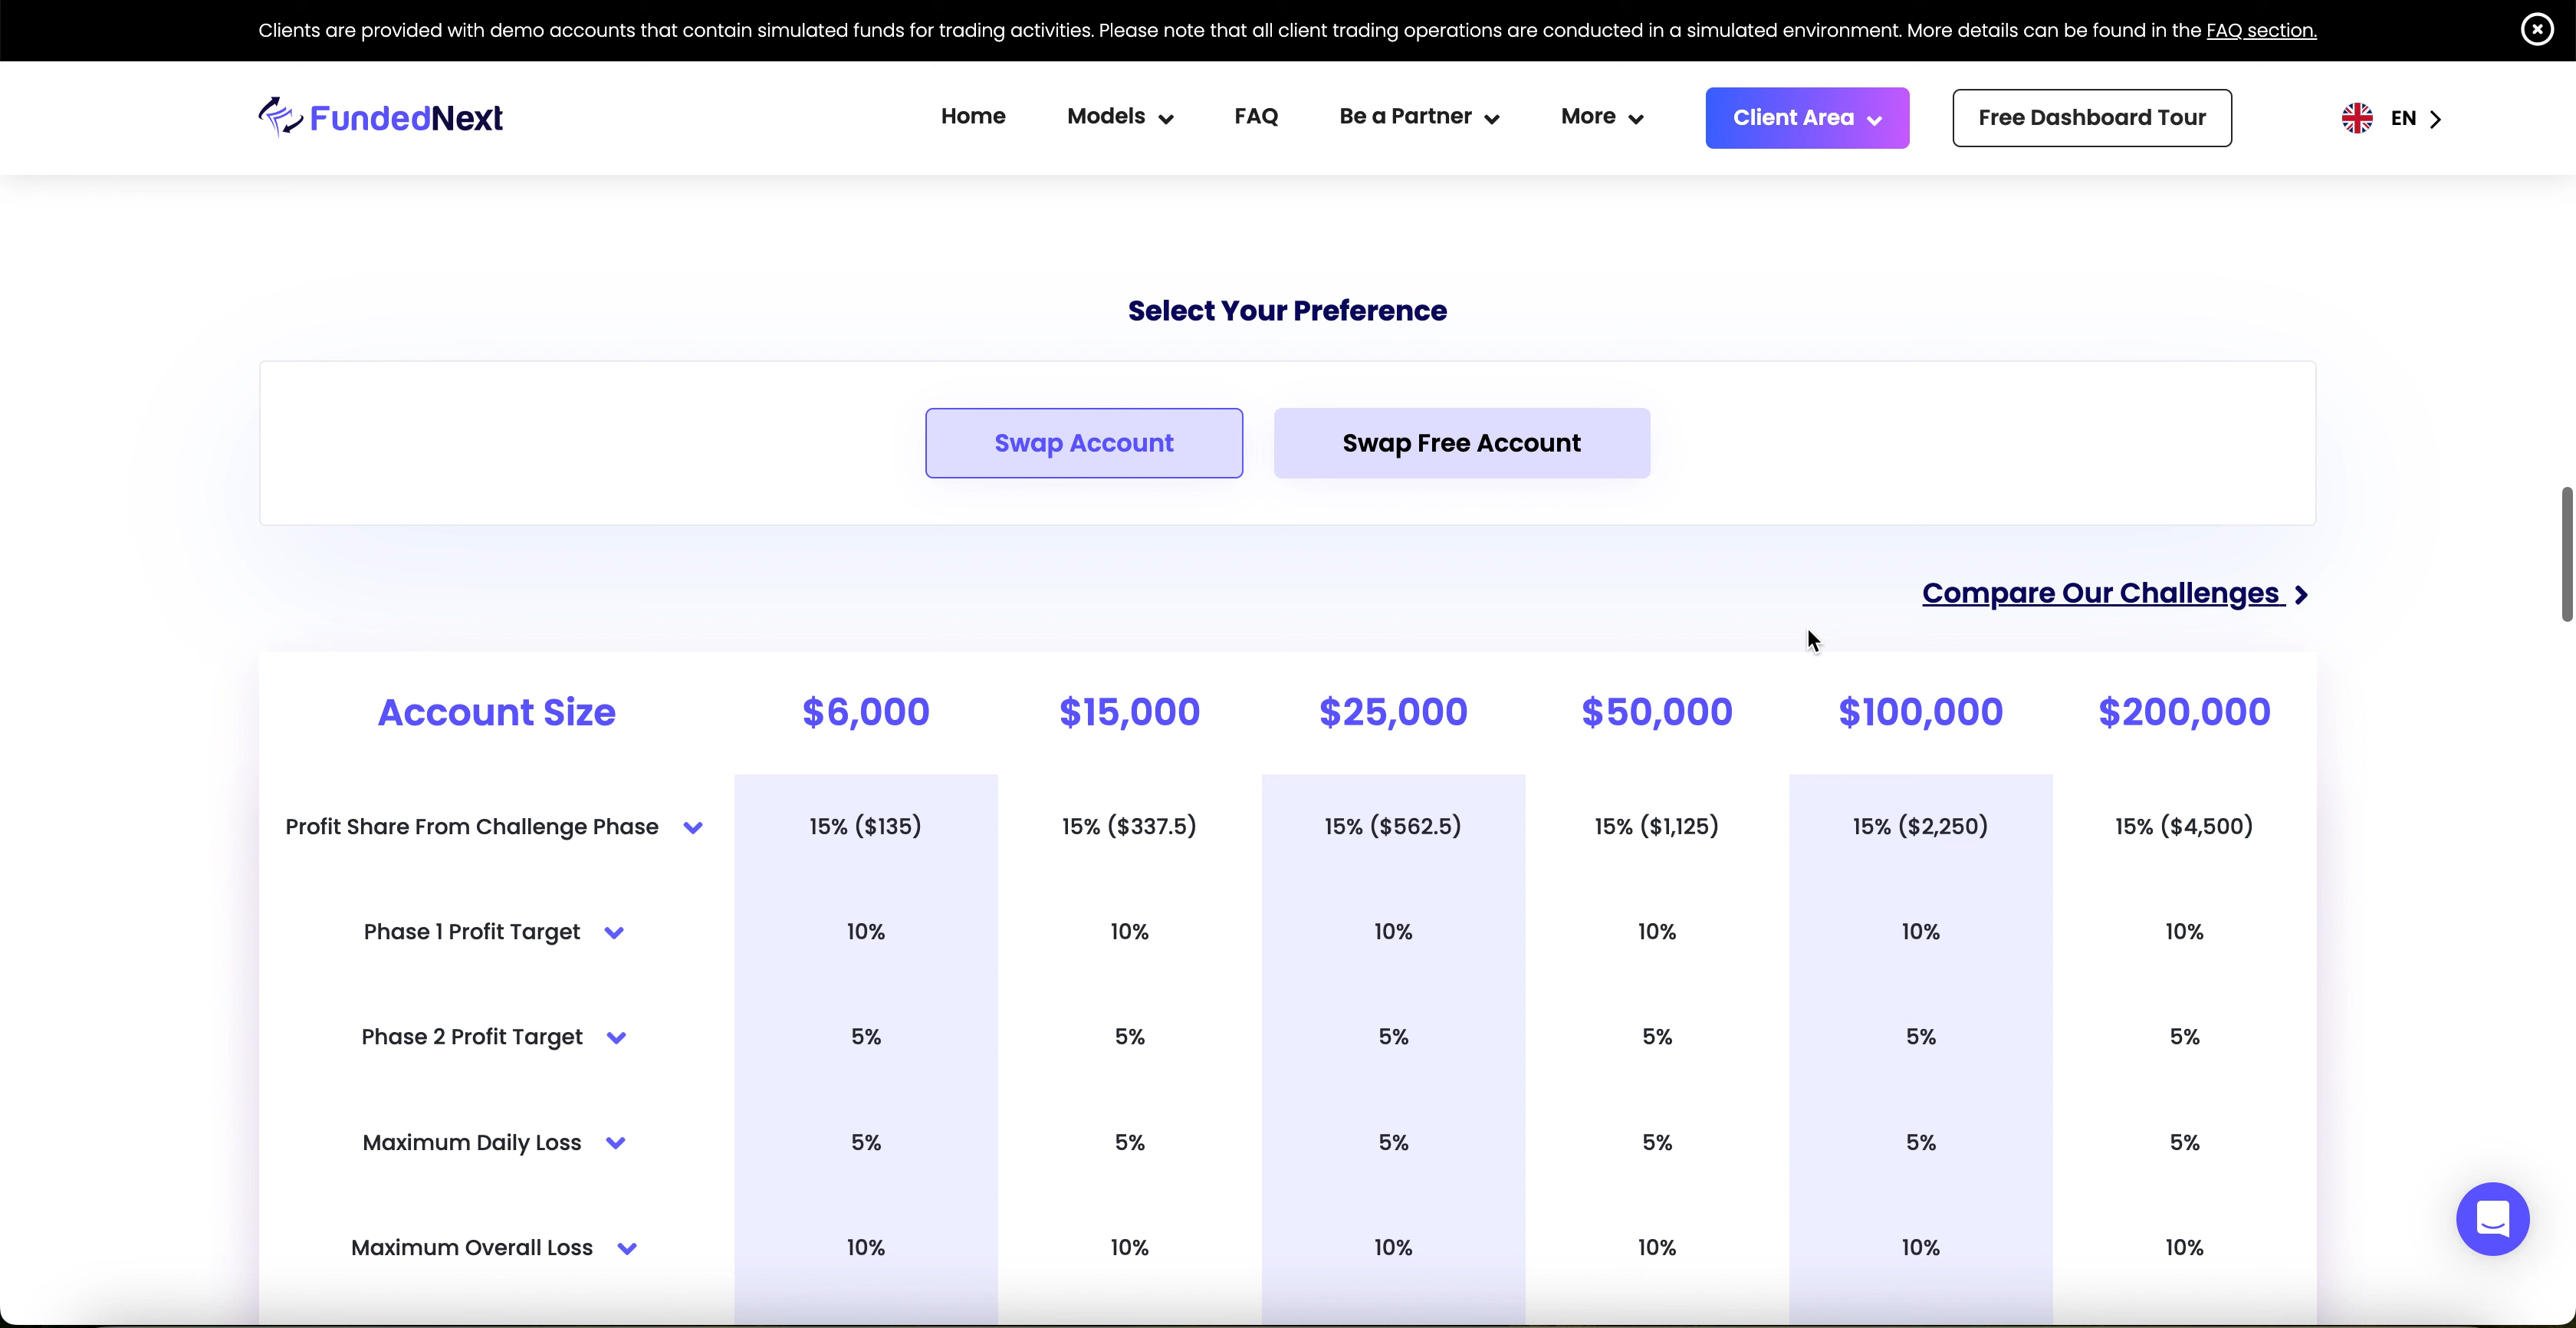 Clients are provided with demo accounts that contain simulated funds for trading activities. Please note that all client trading operations are conducted in a simulated environment. More details can be found in the FAQ section.
FundedNext Home Models FAQ Be a Partner More Client Area Free Dashboard Tour EN
Select Your Preference
Swap Account Swap Free Account
Compare Our Challenges
Account Size $6,000 $15,000 $25,000 $50,000 $100,000 $200,000
Profit Share From Challenge Phase 15% ($135) 15% ($337.5) 15% ($562.5) 15% ($1,125) 15% ($2,250) 15% ($4,500)
Phase 1 Profit Target 10% 10% 10% 10% 10% 10%
Phase 2 Profit Target 5% 5% 5% 5% 5% 5%
Maximum Daily Loss 5% 5% 5% 5% 5% 5%
Maximum Overall Loss 10% 10% 10% 10% 10% 10%